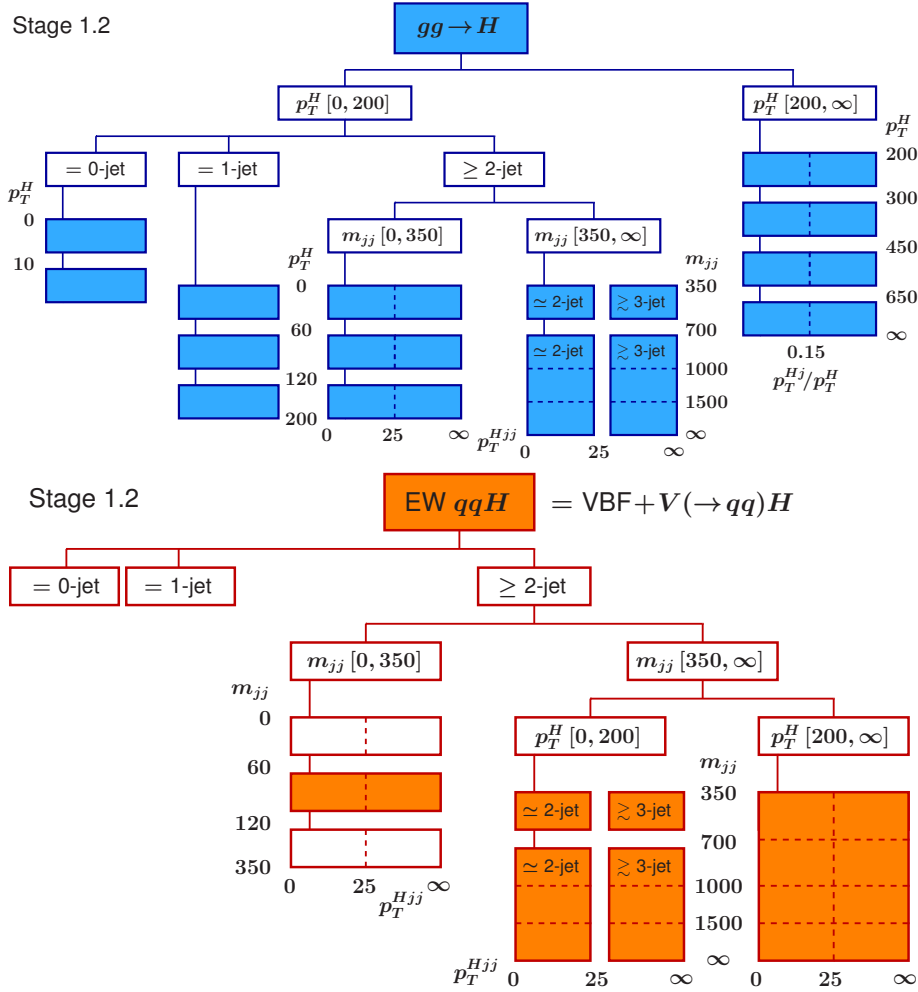 Stage 1.2
gg → H
p_T^H [0, 200]
p_T^H [200, ∞]
= 0-jet
= 1-jet
≥ 2-jet
p_T^H
200
300
450
650
∞
0.15
p_T^{Hj}/p_T^H
p_T^H
0
10
m_jj [0, 350]
m_jj [350, ∞]
p_T^H
0
60
120
200
0
25
∞
≃ 2-jet
≳ 3-jet
≃ 2-jet
≳ 3-jet
m_jj
350
700
1000
1500
∞
p_T^{Hjj}
0
25
∞
Stage 1.2
EW qqH
= VBF + V(→ qq)H
= 0-jet
= 1-jet
≥ 2-jet
m_jj [0, 350]
m_jj [350, ∞]
m_jj
0
60
120
350
0
25
∞
p_T^{Hjj}
p_T^H [0, 200]
p_T^H [200, ∞]
≃ 2-jet
≳ 3-jet
≃ 2-jet
≳ 3-jet
m_jj
350
700
1000
1500
∞
p_T^{Hjj}
0
25
∞
0
25
∞